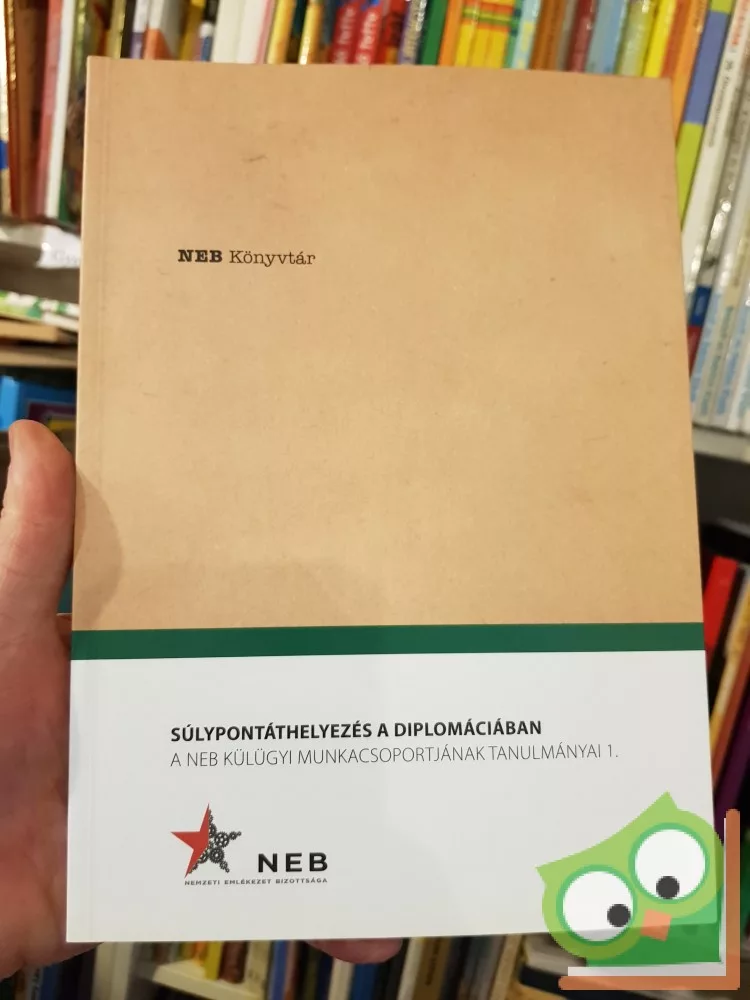 NEB Könyvtár
SÚLYPONTÁTHELYEZÉS A DIPLOMÁCIÁBAN
A NEB KÜLÜGYI MUNKACSOPORTJÁNAK TANULMÁNYAI 1.
NEB
NEMZETI EMLÉKEZET BIZOTTSÁGA